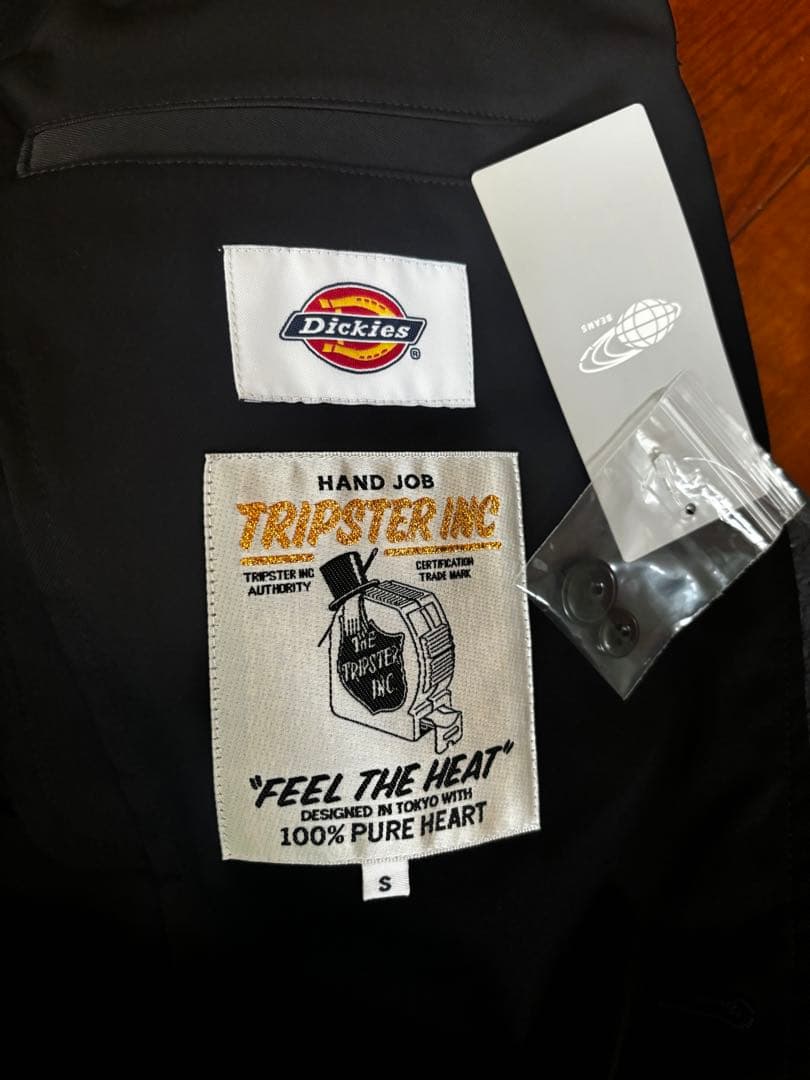 Dickies
®
BEAMS
HAND JOB
TRIPSTER INC
TRIPSTER INC
AUTHORITY
CERTIFICATION
TRADE MARK
THE
TRIPSTER
INC
"FEEL THE HEAT"
DESIGNED IN TOKYO WITH
100% PURE HEART
S